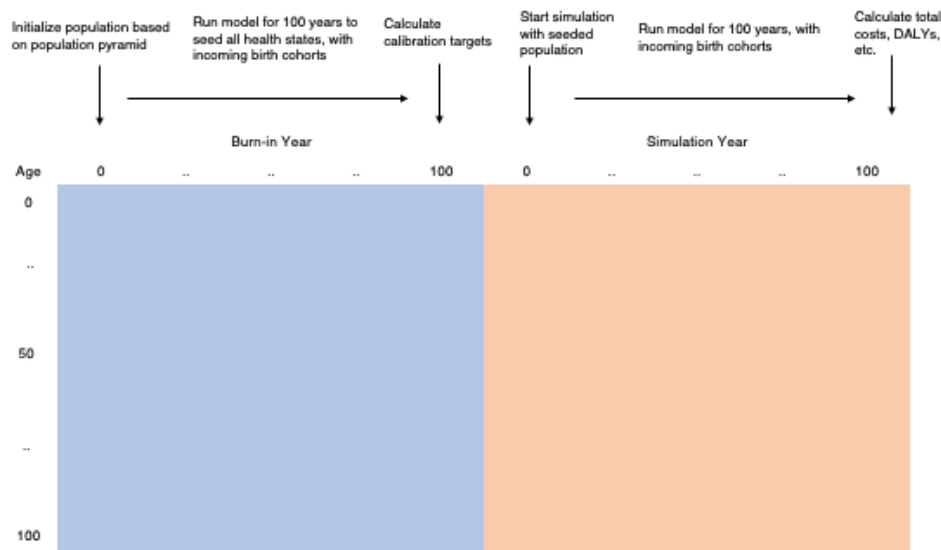 Initialize population based
on population pyramid
Run model for 100 years to
seed all health states, with
incoming birth cohorts
Calculate
calibration targets
Start simulation
with seeded
population
Run model for 100 years, with
incoming birth cohorts
Calculate total
costs, DALYs,
etc.
Burn-in Year
Simulation Year
Age 0 .. .. .. 100 0 .. .. .. 100
0
..
50
..
100